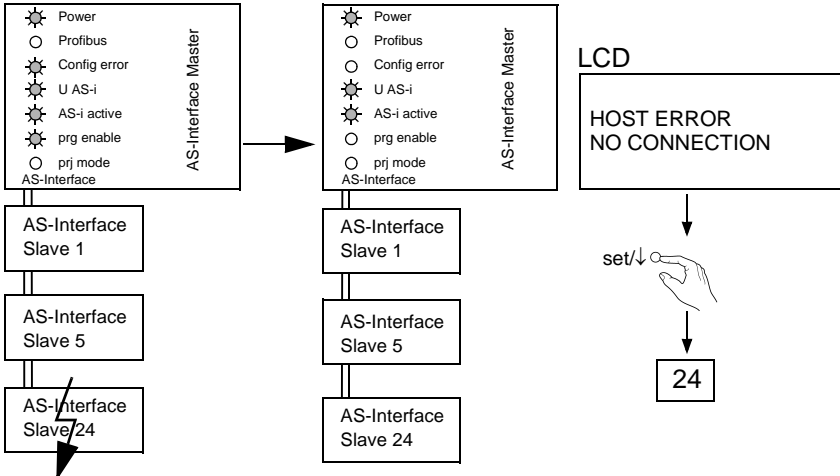 Power
Profibus
Config error
U AS-i
AS-i active
prg enable
prj mode
AS-Interface
AS-Interface Master
AS-Interface
Slave 1
AS-Interface
Slave 5
AS-Interface
Slave 24
Power
Profibus
Config error
U AS-i
AS-i active
prg enable
prj mode
AS-Interface
AS-Interface Master
AS-Interface
Slave 1
AS-Interface
Slave 5
AS-Interface
Slave 24
LCD
HOST ERROR
NO CONNECTION
set/↓
24